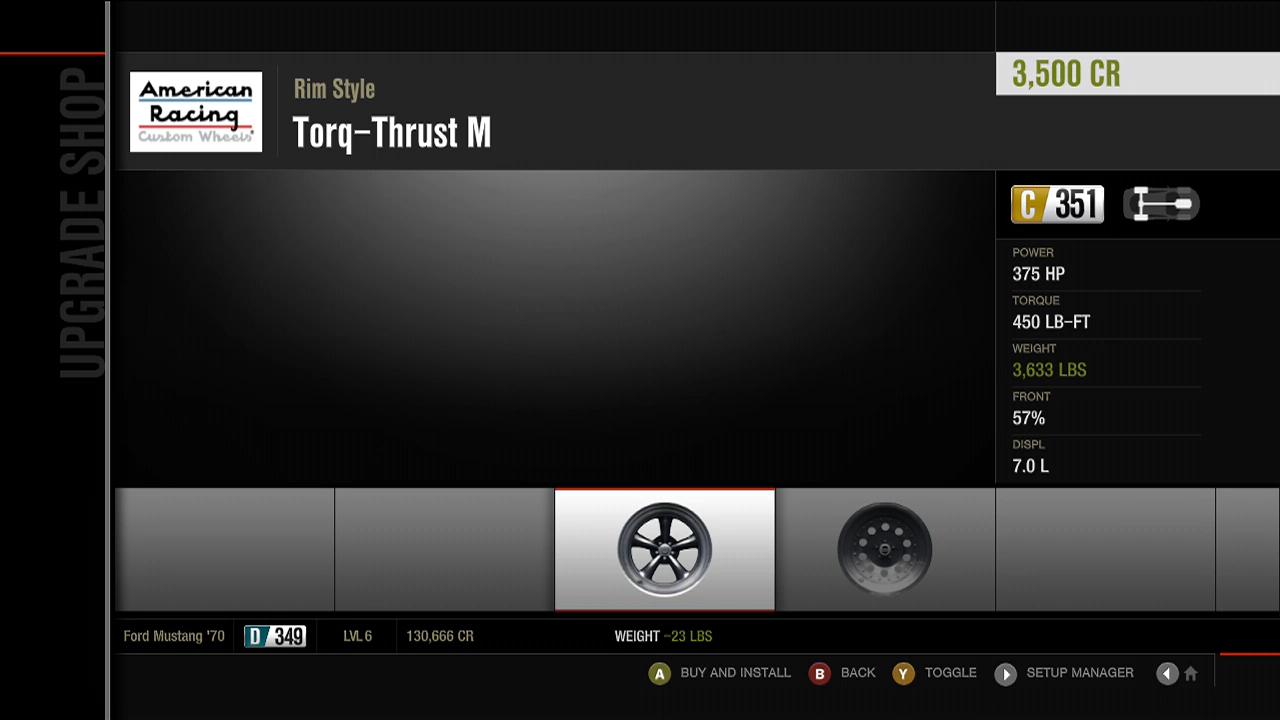 UPGRADE SHOP
American
Racing
Custom Wheels
Rim Style
Torq-Thrust M
3,500 CR
C 351
POWER
375 HP
TORQUE
450 LB-FT
WEIGHT
3,633 LBS
FRONT
57%
DISPL
7.0 L
Ford Mustang '70 D 349 LVL 6 130,666 CR WEIGHT -23 LBS
A BUY AND INSTALL B BACK Y TOGGLE SETUP MANAGER